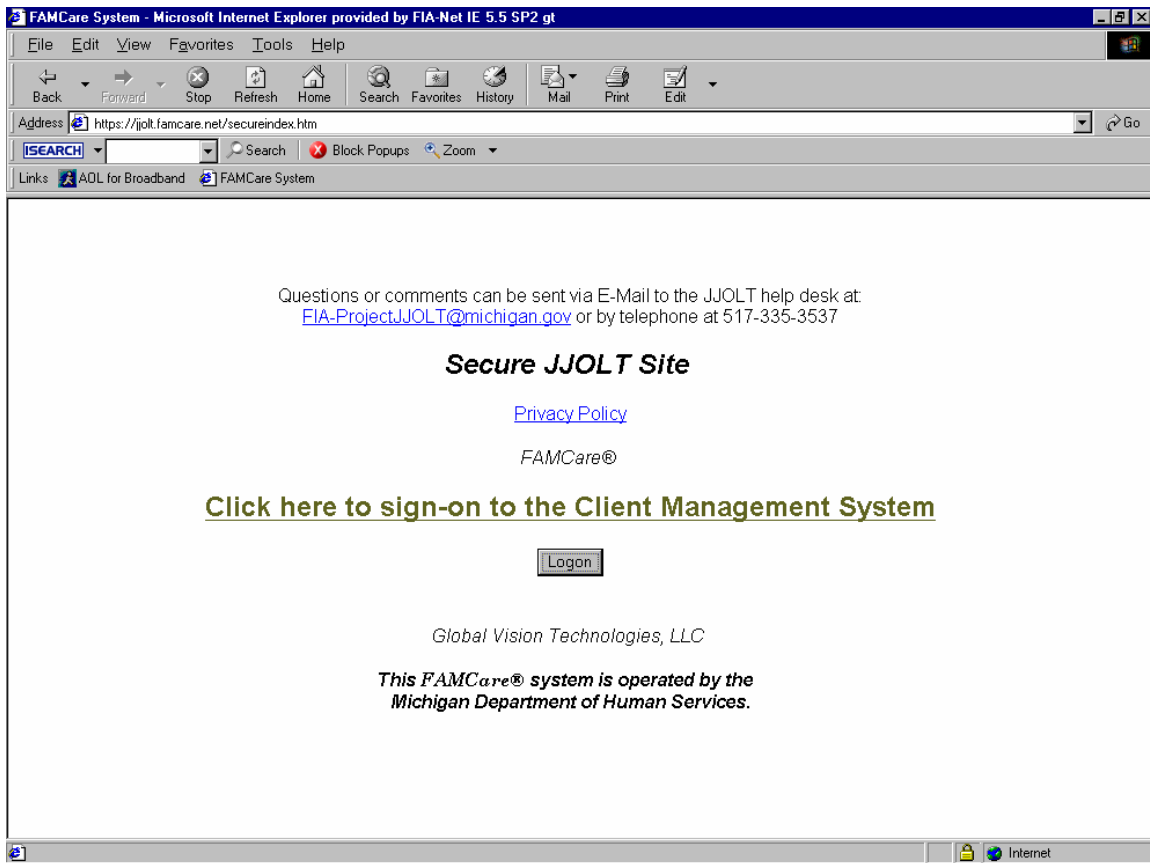 FAMCare System - Microsoft Internet Explorer provided by FIA-Net IE 5.5 SP2 gt
File Edit View Favorites Tools Help
Back Forward Stop Refresh Home Search Favorites History Mail Print Edit
Address https://jjolt.famcare.net/secureindex.htm Go
ISEARCH Search Block Popups Zoom
Links AOL for Broadband FAMCare System
Questions or comments can be sent via E-Mail to the JJOLT help desk at:
FIA-ProjectJJOLT@michigan.gov or by telephone at 517-335-3537
Secure JJOLT Site
Privacy Policy
FAMCare®
Click here to sign-on to the Client Management System
Logon
Global Vision Technologies, LLC
This FAMCare® system is operated by the
Michigan Department of Human Services.
Internet